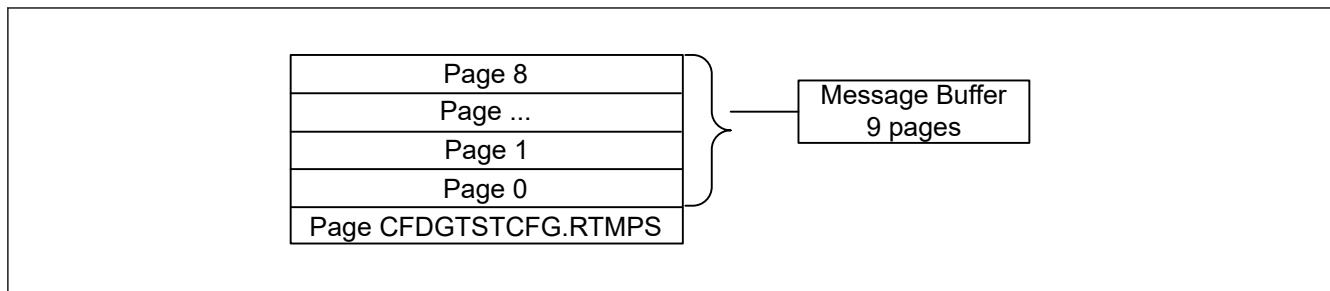 Page 8
Page ...
Page 1
Page 0
Page CFDGTSTCFG.RTMPS
Message Buffer
9 pages